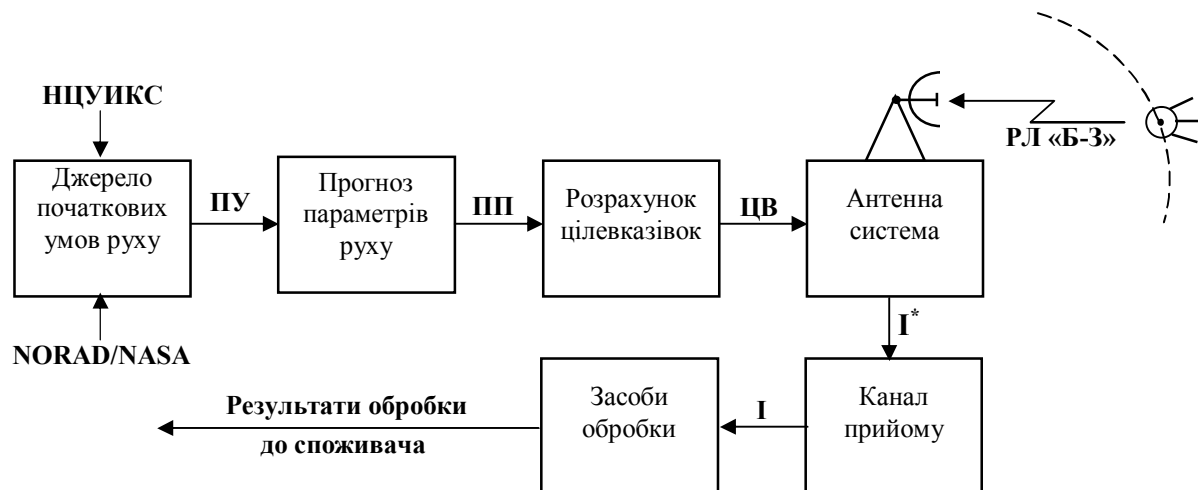 НЦУИКС
РЛ «Б-З»
Джерело
початкових
умов руху
ПУ
Прогноз
параметрів
руху
ПП
Розрахунок
цілевказівок
ЦВ
Антенна
система
NORAD/NASA
I*
Результати обробки
до споживача
Засоби
обробки
I
Канал
прийому